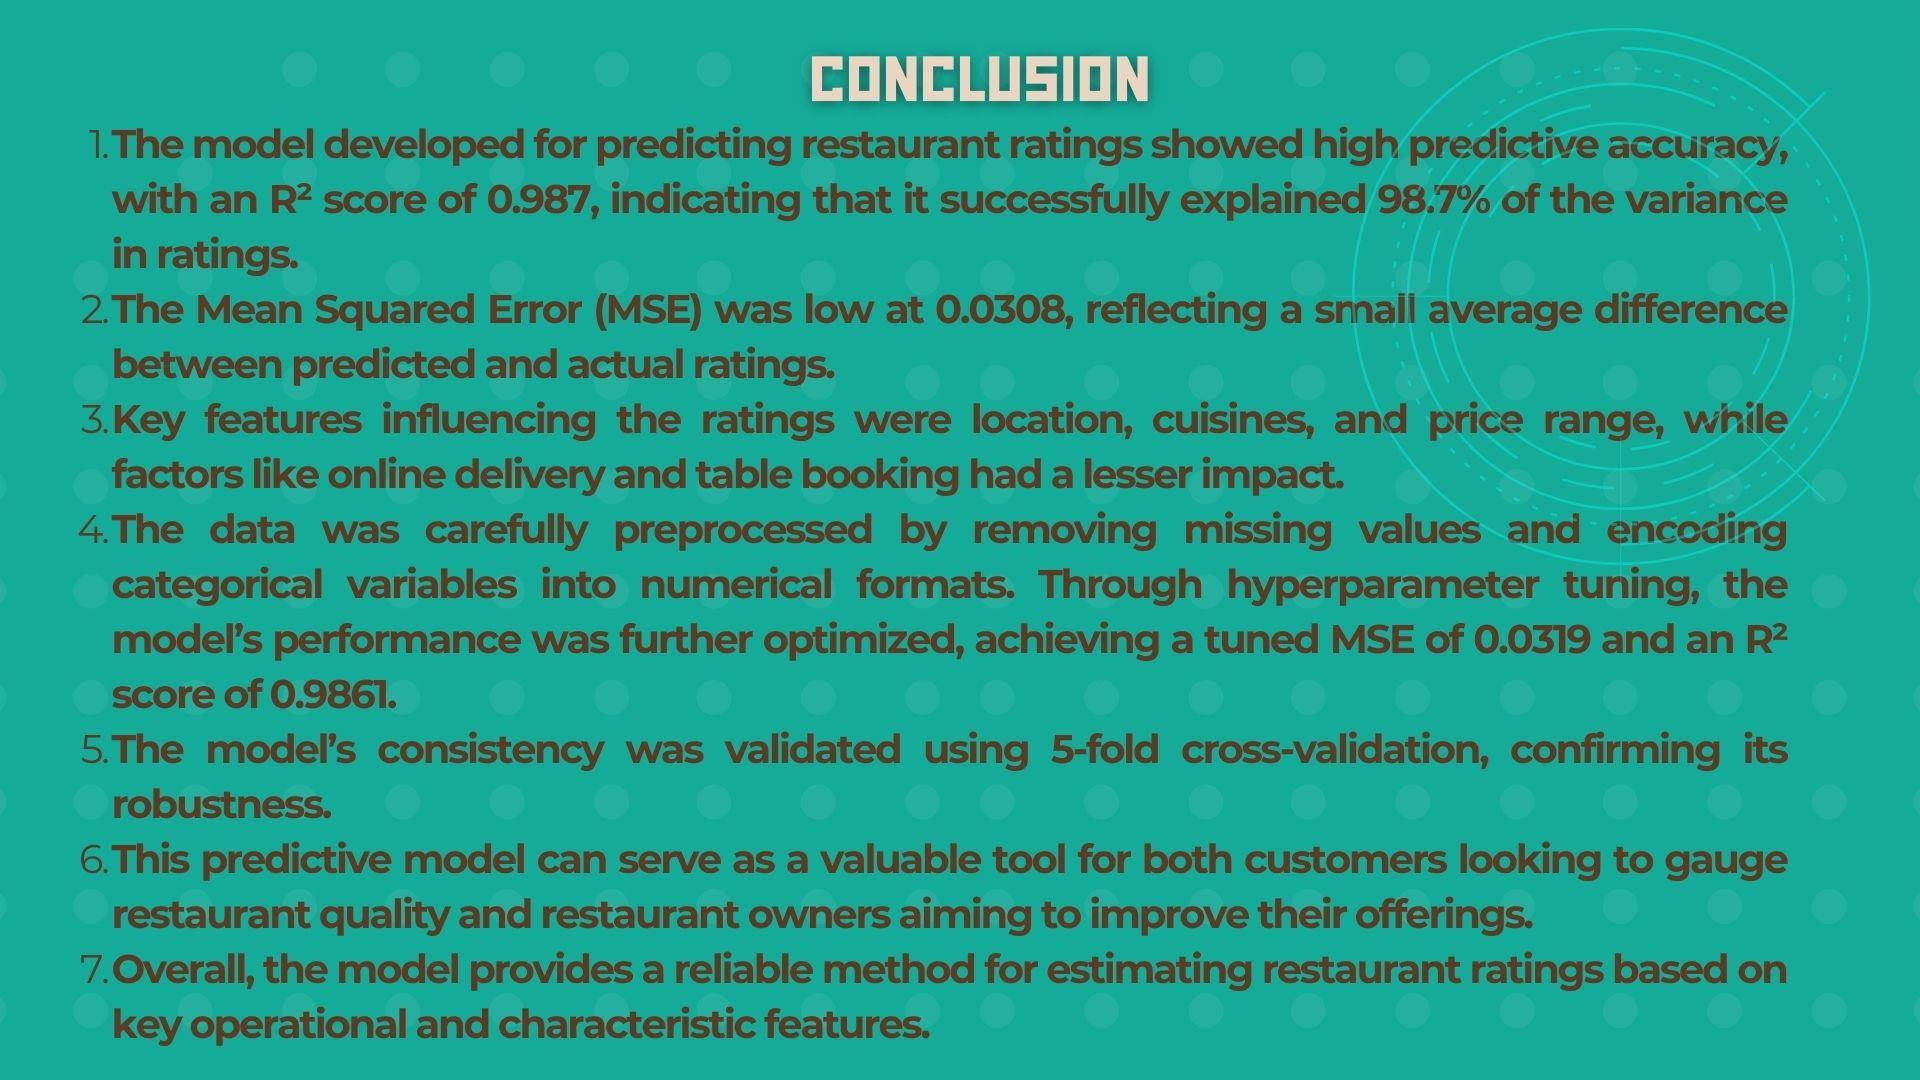 CONCLUSION
1. The model developed for predicting restaurant ratings showed high predictive accuracy,
with an R² score of 0.987, indicating that it successfully explained 98.7% of the variance
in ratings.
2. The Mean Squared Error (MSE) was low at 0.0308, reflecting a small average difference
between predicted and actual ratings.
3. Key features influencing the ratings were location, cuisines, and price range, while
factors like online delivery and table booking had a lesser impact.
4. The data was carefully preprocessed by removing missing values and encoding
categorical variables into numerical formats. Through hyperparameter tuning, the
model’s performance was further optimized, achieving a tuned MSE of 0.0319 and an R²
score of 0.9861.
5. The model’s consistency was validated using 5-fold cross-validation, confirming its
robustness.
6. This predictive model can serve as a valuable tool for both customers looking to gauge
restaurant quality and restaurant owners aiming to improve their offerings.
7. Overall, the model provides a reliable method for estimating restaurant ratings based on
key operational and characteristic features.